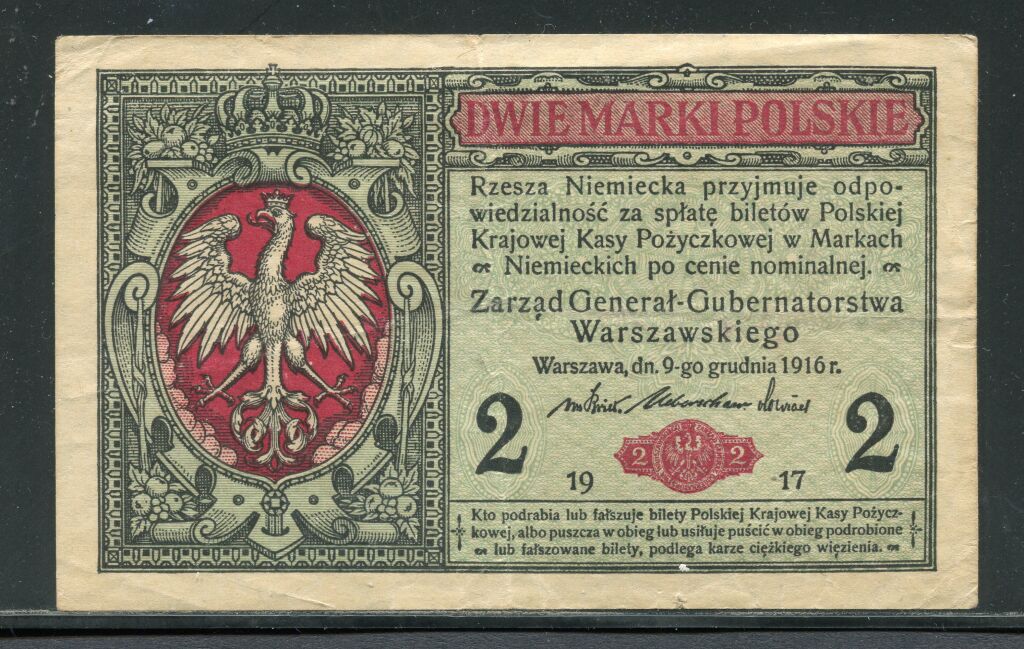 DWIE MARKI POLSKIE
Rzesza Niemiecka przyjmuje odpo-
wiedzialność za spłatę biletów Polskiej
Krajowej Kasy Pożyczkowej w Markach
Niemieckich po cenie nominalnej.
Zarząd Generał-Gubernatorstwa
Warszawskiego
Warszawa, dn. 9-go grudnia 1916 r.
2 2
2 2
19 17
Kto podrabia lub fałszuje bilety Polskiej Krajowej Kasy Pożycz-
kowej, albo puszcza w obieg lub usiłuje puścić w obieg podrobione
lub fałszowane bilety, podlega karze ciężkiego więzienia.